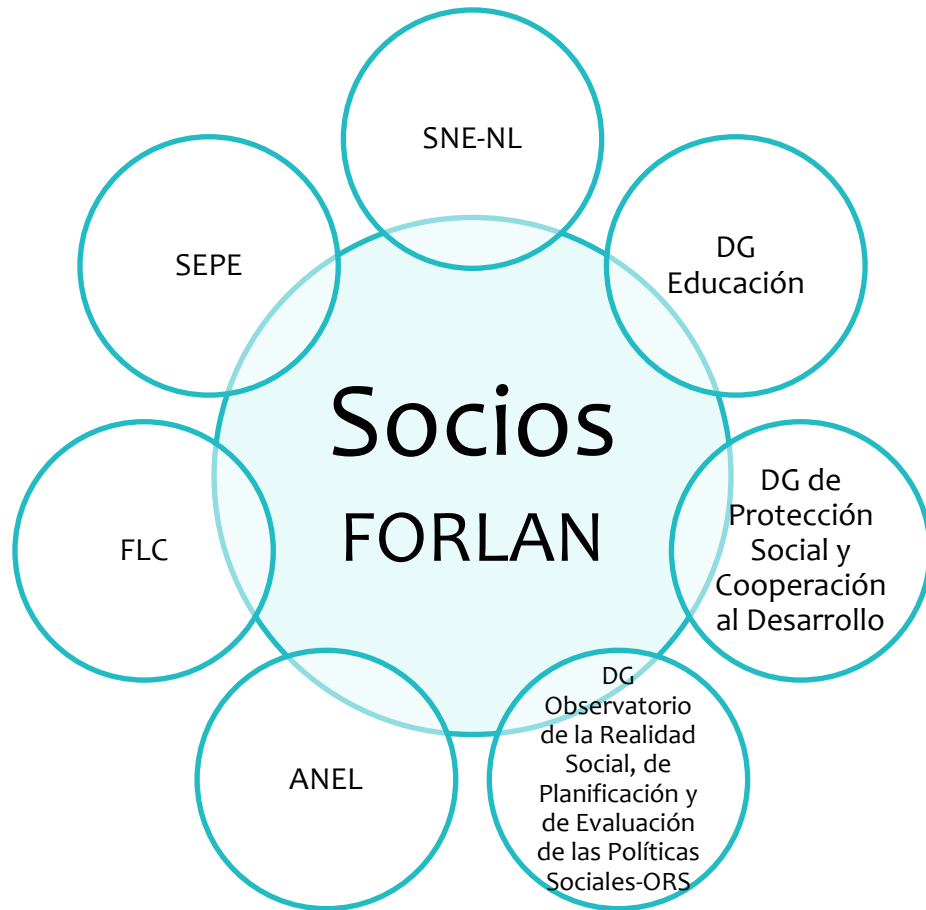 SNE-NL
DG
Educación
DG de
Protección
Social y
Cooperación
al Desarrollo
DG
Observatorio
de la Realidad
Social, de
Planificación y
de Evaluación
de las Políticas
Sociales-ORS
ANEL
FLC
SEPE
Socios
FORLAN